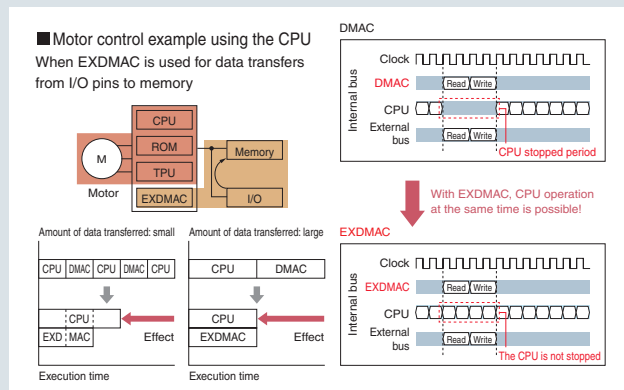 ■Motor control example using the CPU
When EXDMAC is used for data transfers
from I/O pins to memory
CPU
ROM
TPU
EXDMAC
M
Motor
Memory
I/O
Amount of data transferred: small
CPU DMAC CPU DMAC CPU
CPU
EXD MAC
Effect
Execution time
Amount of data transferred: large
CPU DMAC
CPU
EXDMAC
Effect
Execution time
DMAC
Internal bus
Clock
DMAC
Read Write
CPU
External
bus
Read Write
CPU stopped period
With EXDMAC, CPU operation
at the same time is possible!
EXDMAC
Internal bus
Clock
EXDMAC
Read Write
CPU
External
bus
Read Write
The CPU is not stopped